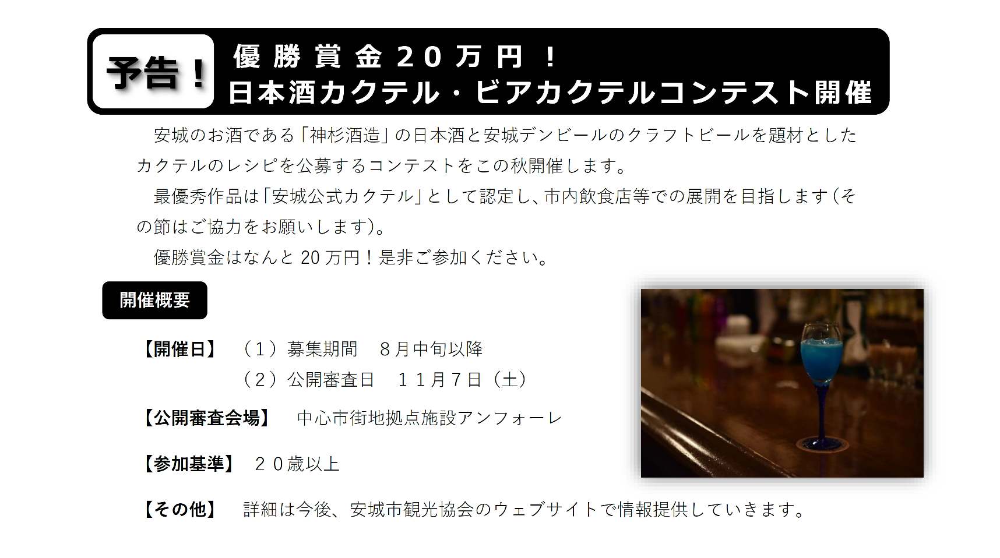 予告！
優勝賞金20万円！
日本酒カクテル・ビアカクテルコンテスト開催
　安城のお酒である「神杉酒造」の日本酒と安城デンビールのクラフトビールを題材とした
カクテルのレシピを公募するコンテストをこの秋開催します。
　最優秀作品は「安城公式カクテル」として認定し、市内飲食店等での展開を目指します（そ
の節はご協力をお願いします）。
　優勝賞金はなんと 20 万円！是非ご参加ください。
開催概要
【開催日】　（１）募集期間　８月中旬以降
（２）公開審査日　１１月７日（土）
【公開審査会場】　中心市街地拠点施設アンフォーレ
【参加基準】　２０歳以上
【その他】　詳細は今後、安城市観光協会のウェブサイトで情報提供していきます。